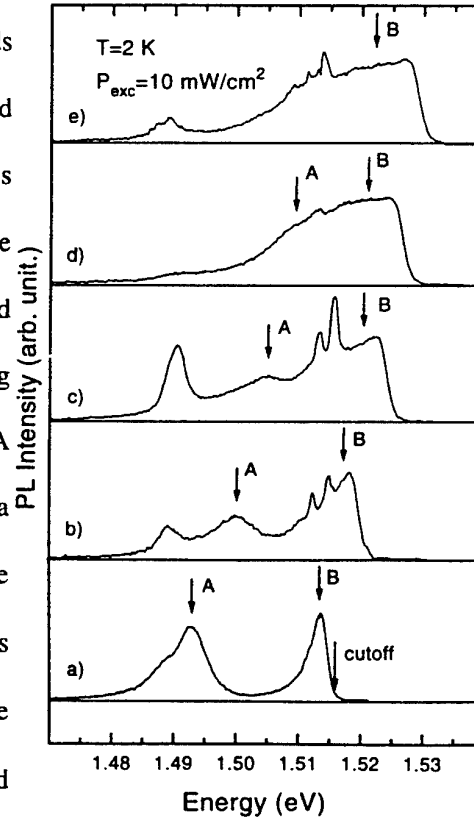 ds
d
s
e
d
g
A
a
e
s
e
d
PL Intensity (arb. unit.)
T=2 K
P_exc=10 mW/cm²
B
e)
A
B
d)
A
B
c)
A
B
b)
A
B
cutoff
a)
1.48 1.49 1.50 1.51 1.52 1.53
Energy (eV)